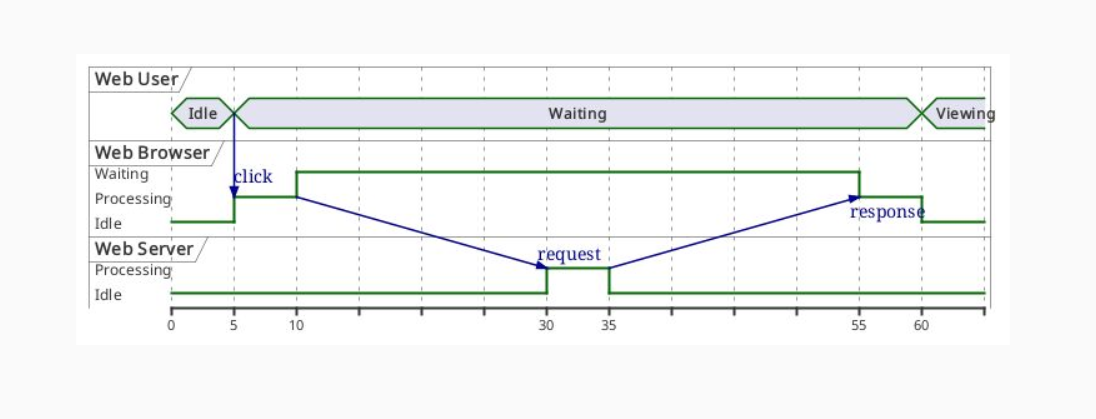 Web User
Idle Waiting Viewing
Web Browser
Waiting
click
Processing
response
Idle
Web Server
request
Processing
Idle
0 5 10 30 35 55 60